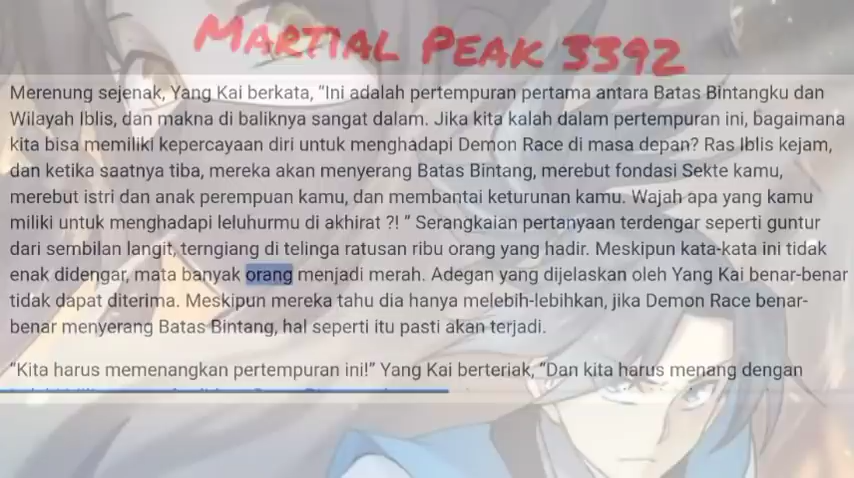 MARTIAL PEAK 3392
Merenung sejenak, Yang Kai berkata, “Ini adalah pertempuran pertama antara Batas Bintangku dan
Wilayah Iblis, dan makna di baliknya sangat dalam. Jika kita kalah dalam pertempuran ini, bagaimana
kita bisa memiliki kepercayaan diri untuk menghadapi Demon Race di masa depan? Ras Iblis kejam,
dan ketika saatnya tiba, mereka akan menyerang Batas Bintang, merebut fondasi Sekte kamu,
merebut istri dan anak perempuan kamu, dan membantai keturunan kamu. Wajah apa yang kamu
miliki untuk menghadapi leluhurmu di akhirat ?! ” Serangkaian pertanyaan terdengar seperti guntur
dari sembilan langit, terngiang di telinga ratusan ribu orang yang hadir. Meskipun kata-kata ini tidak
enak didengar, mata banyak orang menjadi merah. Adegan yang dijelaskan oleh Yang Kai benar-benar
tidak dapat diterima. Meskipun mereka tahu dia hanya melebih-lebihkan, jika Demon Race benar-
benar menyerang Batas Bintang, hal seperti itu pasti akan terjadi.
“Kita harus memenangkan pertempuran ini!” Yang Kai berteriak, “Dan kita harus menang dengan